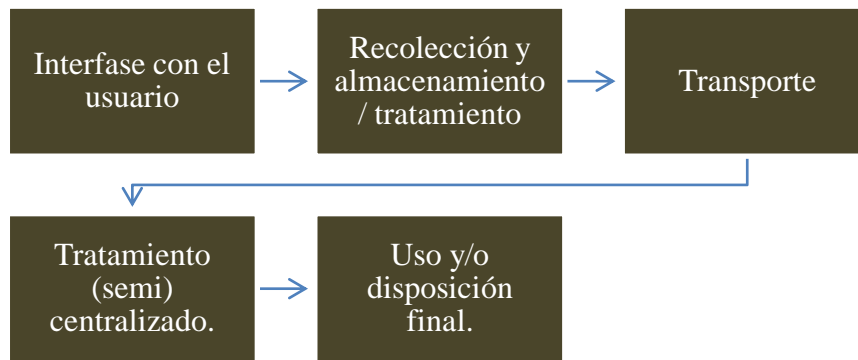 Interfase con el
usuario
Recolección y
almacenamiento
/ tratamiento
Transporte
Tratamiento
(semi)
centralizado.
Uso y/o
disposición
final.